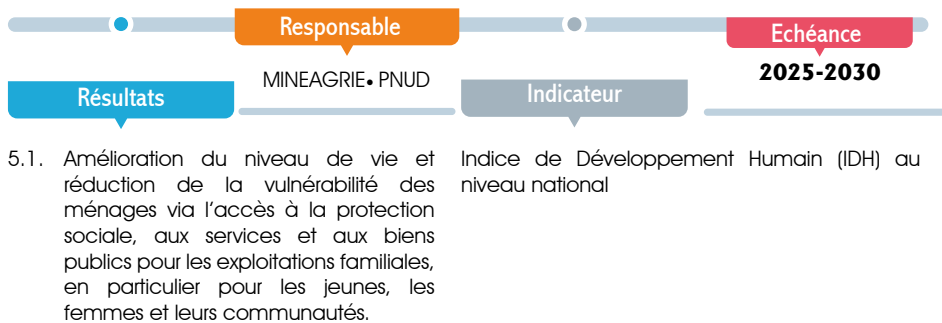 Responsable
Echéance
MINEAGRIE• PNUD
2025-2030
Résultats
Indicateur
5.1. Amélioration du niveau de vie et
réduction de la vulnérabilité des
ménages via l’accès à la protection
sociale, aux services et aux biens
publics pour les exploitations familiales,
en particulier pour les jeunes, les
femmes et leurs communautés.
Indice de Développement Humain (IDH) au
niveau national